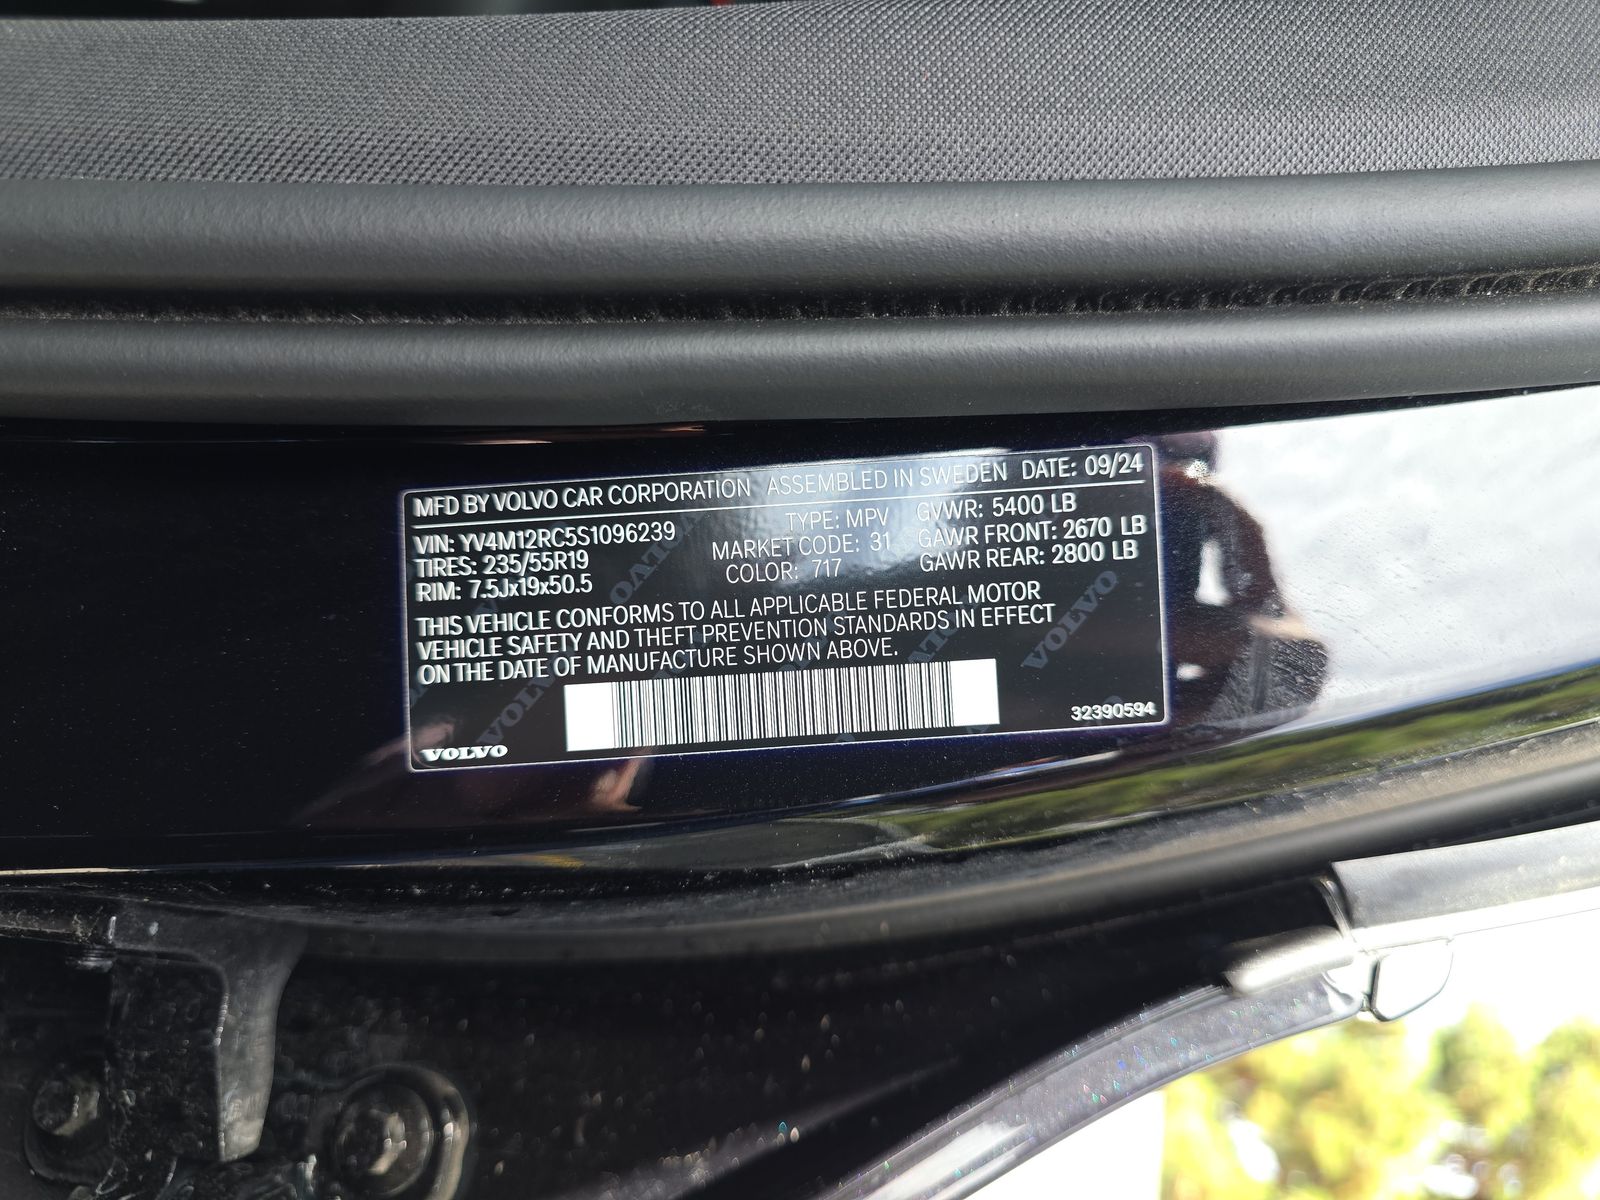 MFD BY VOLVO CAR CORPORATION ASSEMBLED IN SWEDEN DATE: 09/24
VIN: YV4M12RC5S1096239 TYPE: MPV GVWR: 5400 LB
TIRES: 235/55R19 MARKET CODE: 31 GAWR FRONT: 2670 LB
RIM: 7.5Jx19x50.5 COLOR: 717 GAWR REAR: 2800 LB
THIS VEHICLE CONFORMS TO ALL APPLICABLE FEDERAL MOTOR
VEHICLE SAFETY AND THEFT PREVENTION STANDARDS IN EFFECT
ON THE DATE OF MANUFACTURE SHOWN ABOVE.
VOLVO 32390594